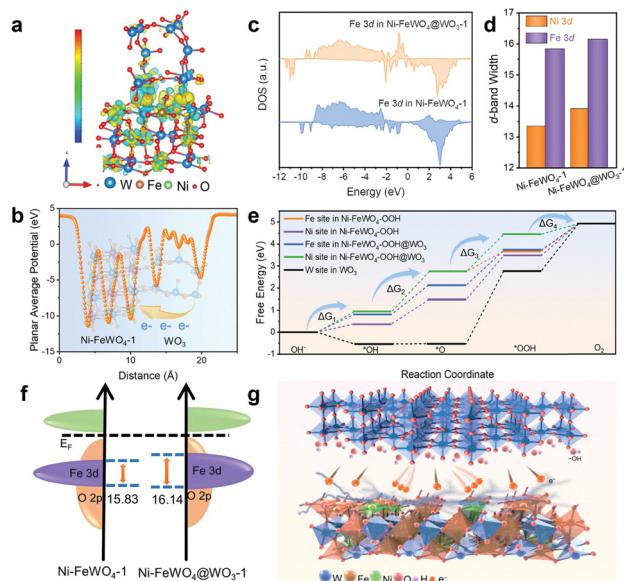 a
W Fe Ni O
b
Planar Average Potential (eV)
5
0
-5
-10
-15
e- e- e-
Ni-FeWO₄-1 WO₃
0 5 10 15 20 25
Distance (Å)
c
DOS (a.u.)
Fe 3d in Ni-FeWO₄@WO₃-1
Fe 3d in Ni-FeWO₄-1
-12 -10 -8 -6 -4 -2 0 2 4 6
Energy (eV)
d
Ni 3d
Fe 3d
d-band Width
17
16
15
14
13
12
Ni-FeWO₄-1
Ni-FeWO₄@WO₃-1
e
Fe site in Ni-FeWO₄-OOH
Ni site in Ni-FeWO₄-OOH
Fe site in Ni-FeWO₄-OOH@WO₃
Ni site in Ni-FeWO₄-OOH@WO₃
W site in WO₃
Free Energy (eV)
5
4
3
2
1
0
-1
ΔG₁
ΔG₂
ΔG₃
ΔG₄
OH⁻ *OH *O *OOH O₂
Reaction Coordinate
f
E_F
Fe 3d
O 2p
15.83
Fe 3d
O 2p
16.14
Ni-FeWO₄-1 Ni-FeWO₄@WO₃-1
g
-OH
e⁻
W Fe Ni O H e⁻